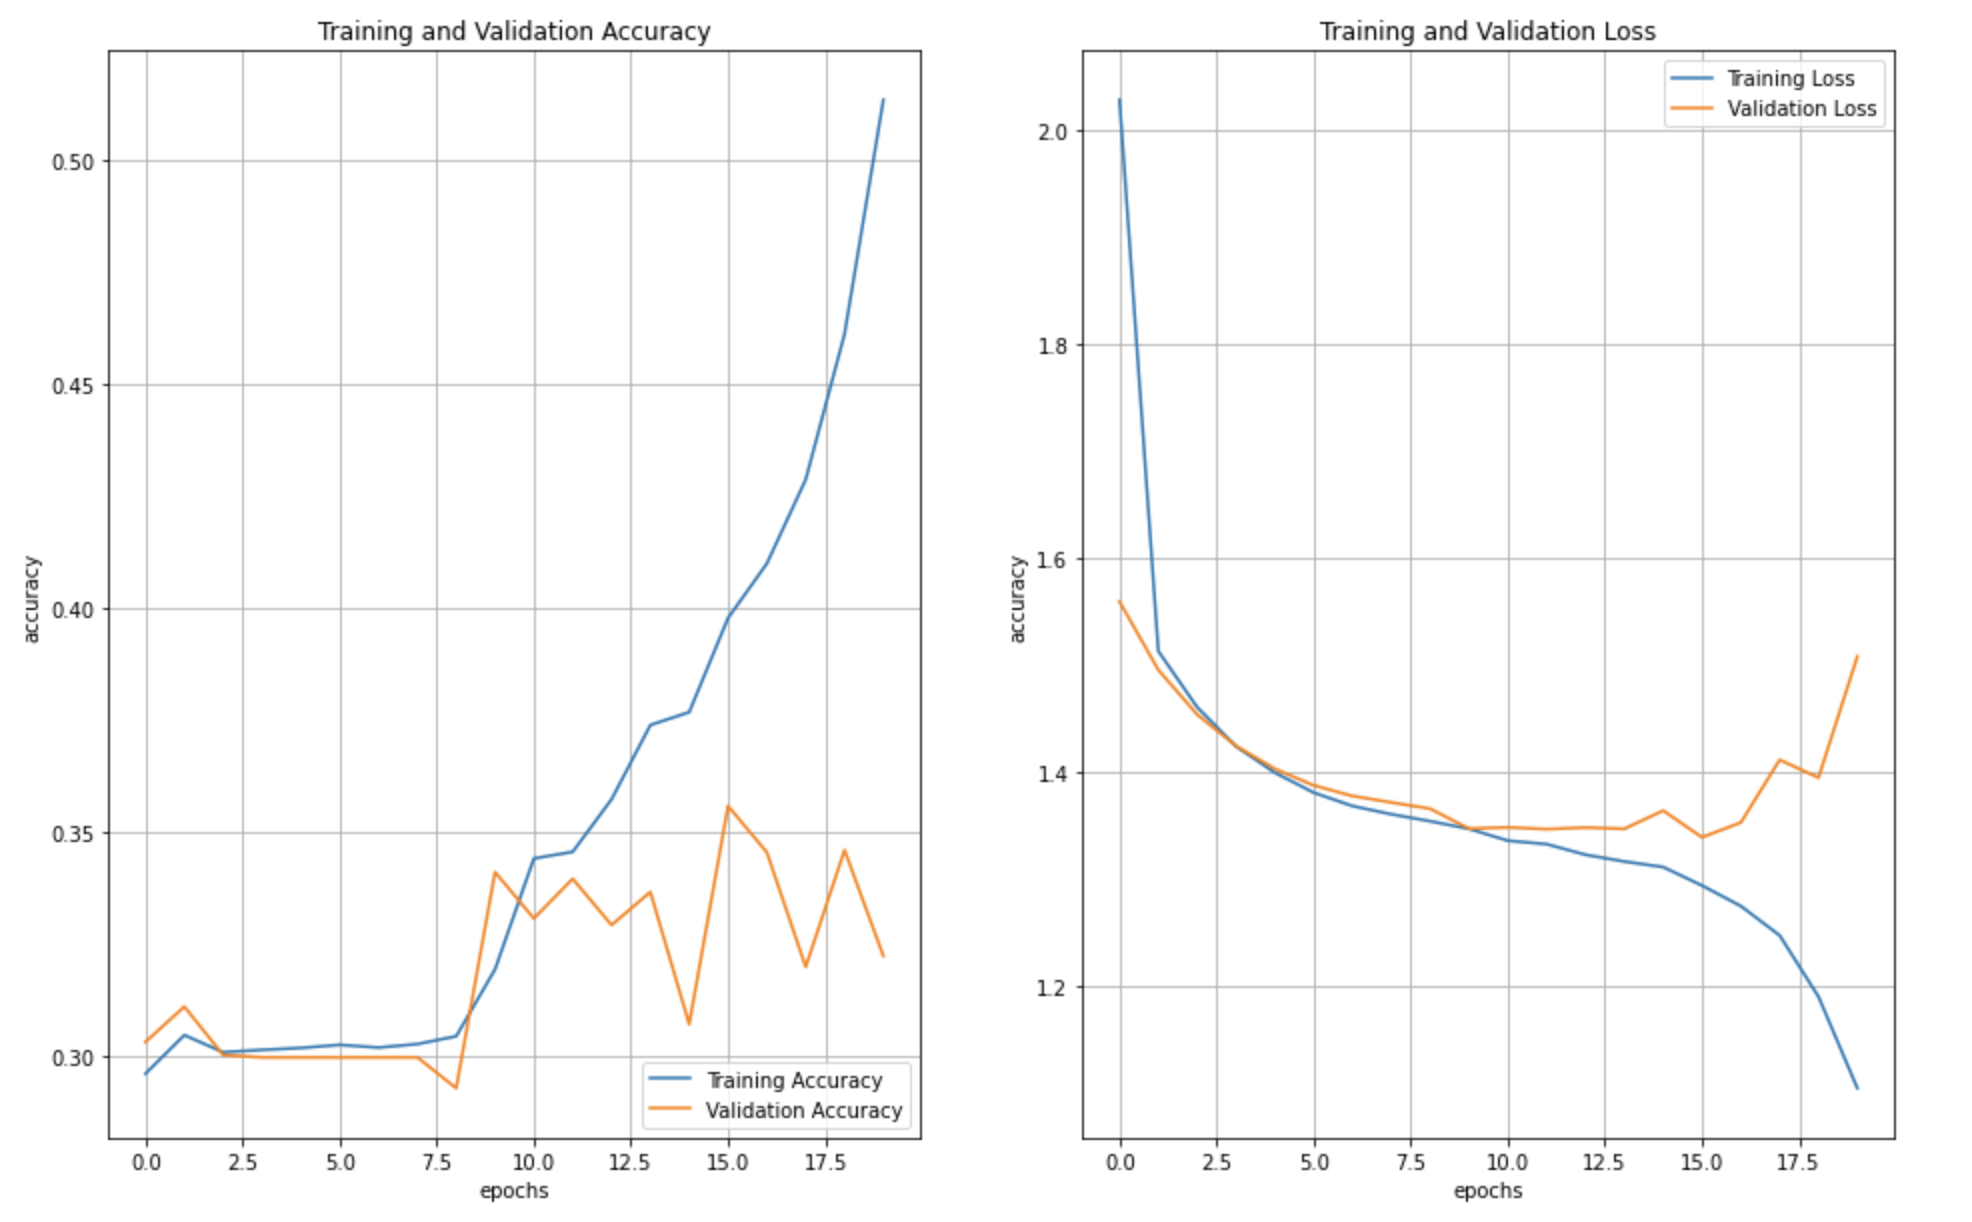 Training and Validation Accuracy
0.50
0.45
0.40
0.35
0.30
accuracy
Training Accuracy
Validation Accuracy
0.0 2.5 5.0 7.5 10.0 12.5 15.0 17.5
epochs
Training and Validation Loss
Training Loss
Validation Loss
2.0
1.8
1.6
1.4
1.2
accuracy
0.0 2.5 5.0 7.5 10.0 12.5 15.0 17.5
epochs